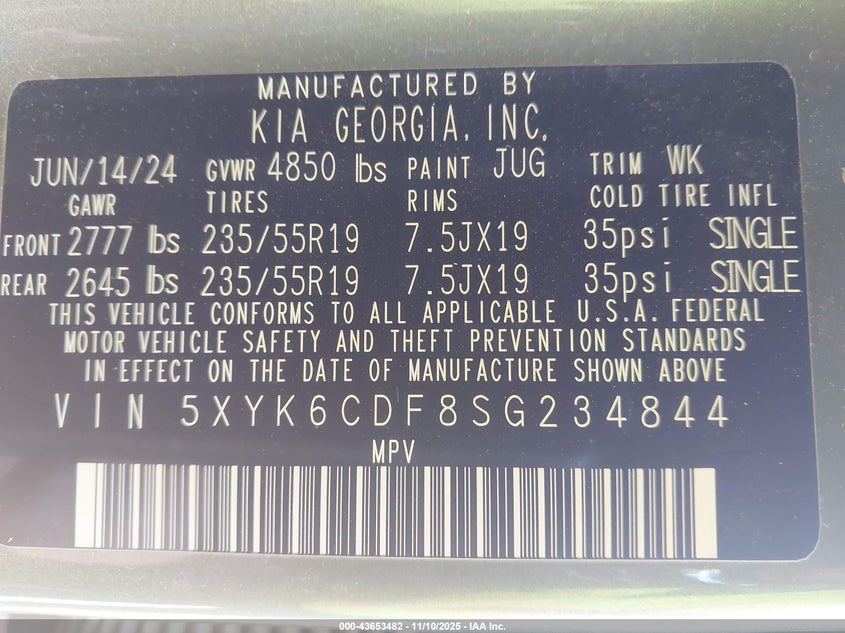 MANUFACTURED BY
KIA GEORGIA, INC.
JUN/14/24 GVWR 4850 lbs PAINT JUG TRIM WK
GAWR TIRES RIMS COLD TIRE INFL
FRONT 2777 lbs 235/55R19 7.5JX19 35psi SINGLE
REAR 2645 lbs 235/55R19 7.5JX19 35psi SINGLE
THIS VEHICLE CONFORMS TO ALL APPLICABLE U.S.A. FEDERAL
MOTOR VEHICLE SAFETY AND THEFT PREVENTION STANDARDS
IN EFFECT ON THE DATE OF MANUFACTURE SHOWN ABOVE
VIN 5XYK6CDF8SG234844
MPV
000-43653482 - 11/10/2025 - IAA Inc.